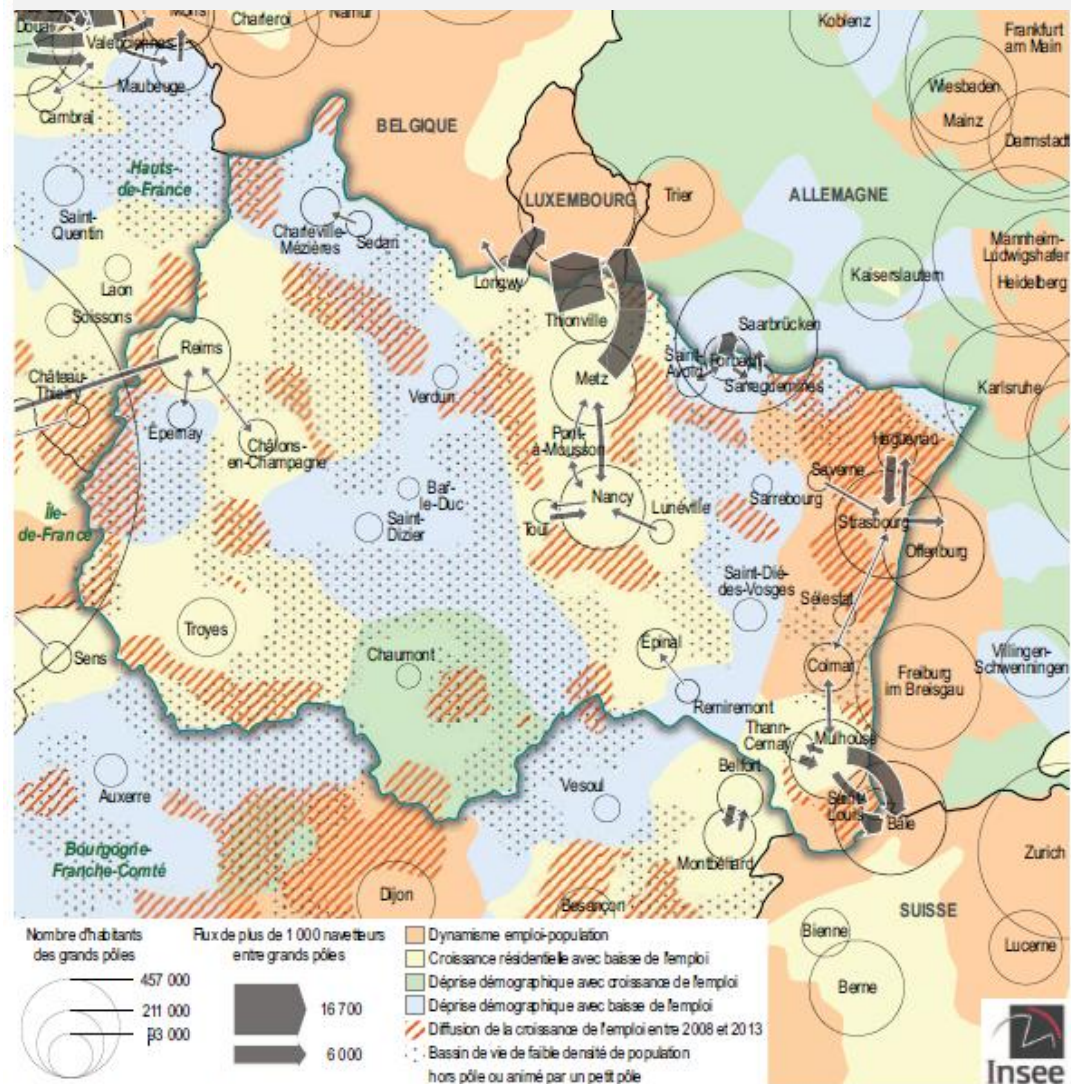 Douai
Mons
Charleroi
Namur
Koblenz
Frankfurt
am Main
Valenciennes
Maubeuge
Cambrai
Wiesbaden
Mainz
Darmstadt
BELGIQUE
Hauts-
de-France
LUXEMBOURG
Trier
ALLEMAGNE
Saint-
Quentin
Charleville-
Mézières
Sedan
Mannheim-
Ludwigshafen
Heidelberg
Laon
Longwy
Kaiserslautern
Soissons
Thionville
Saarbrücken
Reims
Metz
Saint-
Avold
Forbach
Sarreguemines
Château-
Thierry
Verdun
Karlsruhe
Épernay
Châlons-
en-Champagne
Pont-
à-Mousson
Haguenau
Bar-
le-Duc
Nancy
Lunéville
Sarrebourg
Saverne
Île-
de-France
Saint-
Dizier
Toul
Strasbourg
Offenburg
Saint-Dié-
des-Vosges
Sélestat
Troyes
Chaumont
Épinal
Colmar
Freiburg
im Breisgau
Villingen-
Schwenningen
Sens
Remiremont
Thann-
Cernay
Mulhouse
Belfort
Auxerre
Vesoul
Saint-
Louis
Bâle
Bourgogne-
Franche-Comté
Montbéliard
Zurich
Dijon
Besançon
SUISSE
Bienne
Lucerne
Berne
Nombre d'habitants
des grands pôles
457 000
211 000
93 000
Flux de plus de 1 000 navetteurs
entre grands pôles
16 700
6 000
Dynamisme emploi-population
Croissance résidentielle avec baisse de l'emploi
Déprise démographique avec croissance de l'emploi
Déprise démographique avec baisse de l'emploi
Diffusion de la croissance de l'emploi entre 2008 et 2013
Bassin de vie de faible densité de population
hors pôle ou animé par un petit pôle
Insee